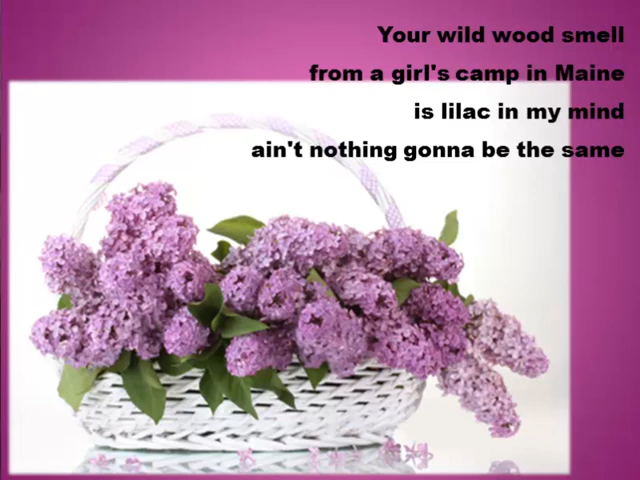 Your wild wood smell
from a girl's camp in Maine
is lilac in my mind
ain't nothing gonna be the same